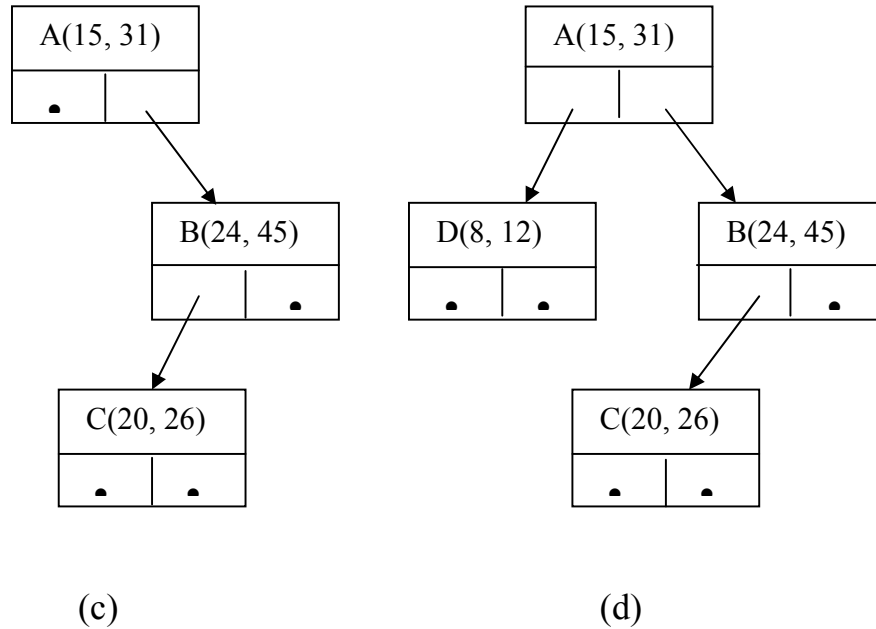 A(15, 31)
A(15, 31)
B(24, 45)
D(8, 12)
B(24, 45)
C(20, 26)
C(20, 26)
(c)
(d)